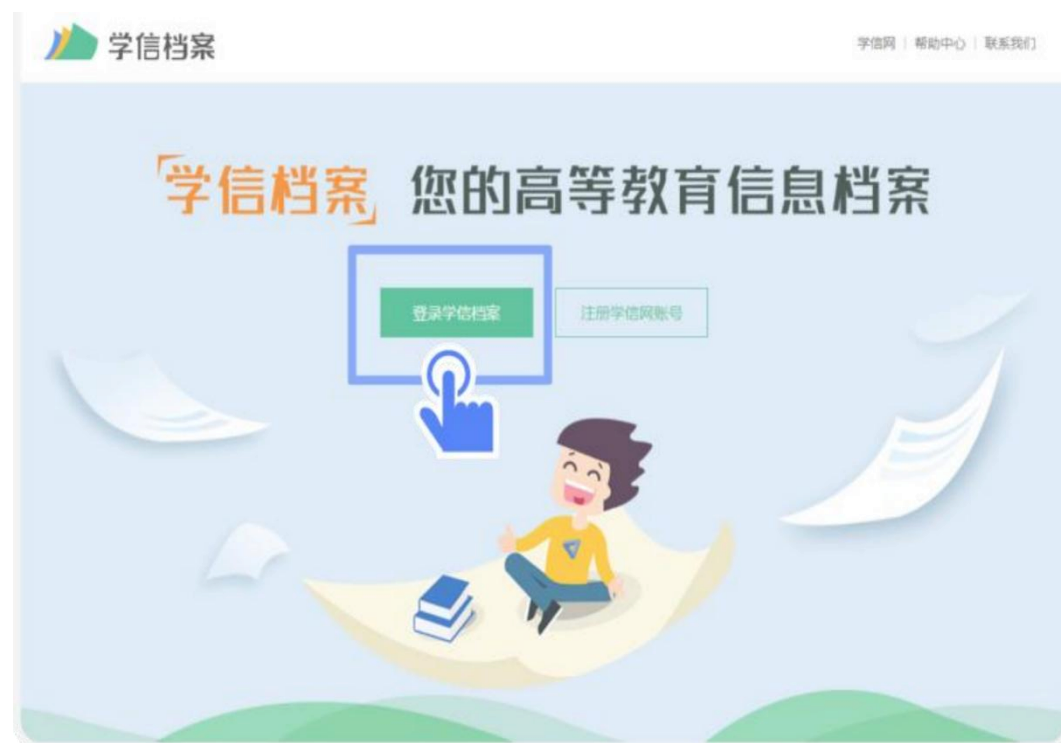 学信档案
学信网 | 帮助中心 | 联系我们
「学信档案」 您的高等教育信息档案
登录学信档案
注册学信网账号